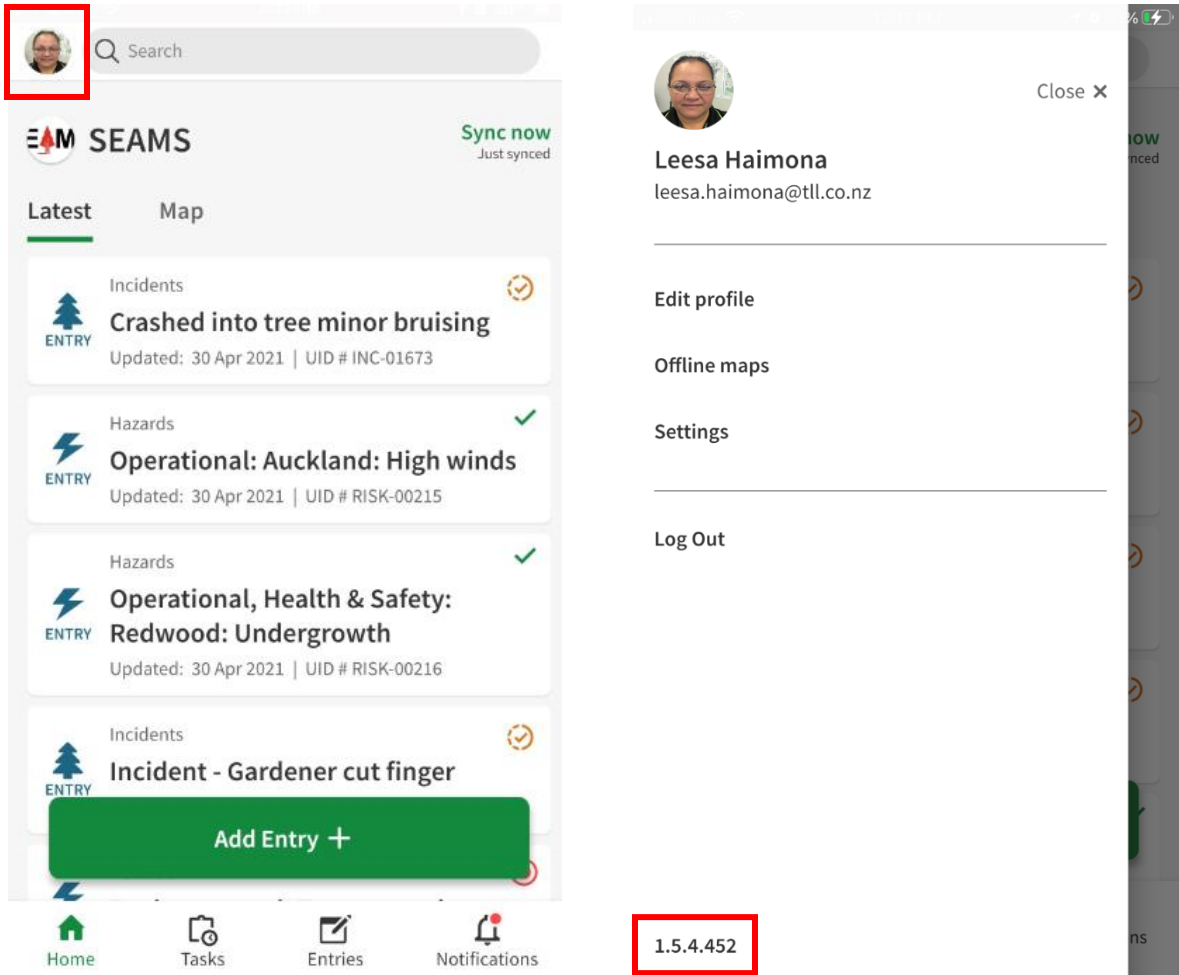 Search
EAM SEAMS
Sync now
Just synced
Latest Map
Incidents
Crashed into tree minor bruising
ENTRY
Updated: 30 Apr 2021 | UID # INC-01673
Hazards
Operational: Auckland: High winds
ENTRY
Updated: 30 Apr 2021 | UID # RISK-00215
Hazards
Operational, Health & Safety:
ENTRY
Redwood: Undergrowth
Updated: 30 Apr 2021 | UID # RISK-00216
Incidents
Incident - Gardener cut finger
ENTRY
Add Entry +
Home Tasks Entries Notifications
%
Close ×
Leesa Haimona
leesa.haimona@tll.co.nz
Edit profile
Offline maps
Settings
Log Out
1.5.4.452
ow
nced
ns